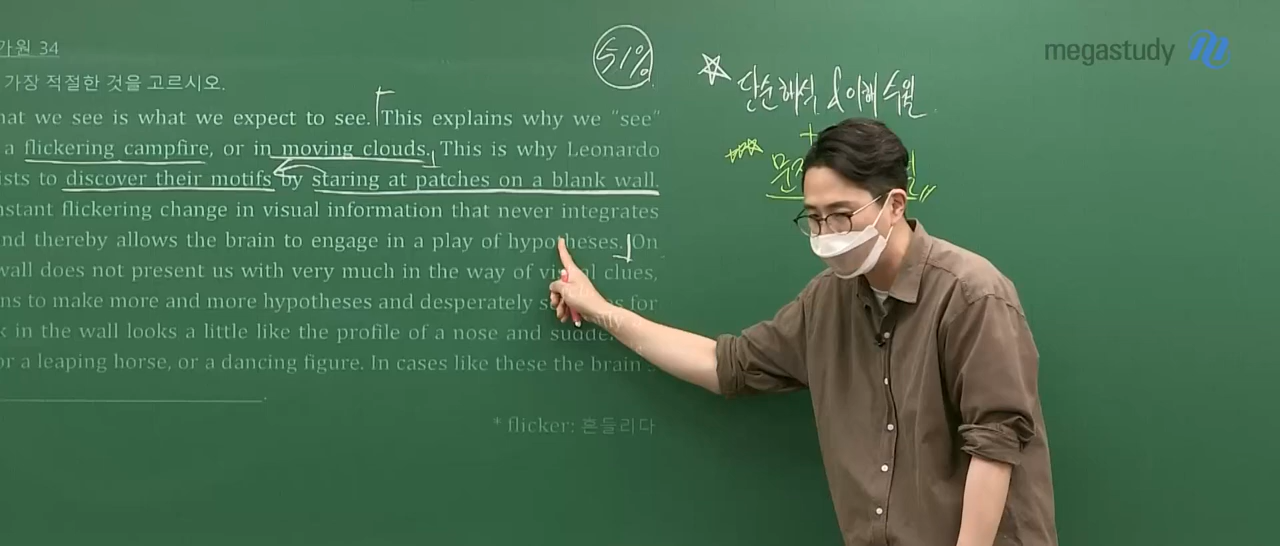 가원 34
megastudy
51%
가장 적절한 것을 고르시오.
단순해석 & 이해 수월
+
hat we see is what we expect to see. This explains why we "see"
a flickering campfire, or in moving clouds. This is why Leonardo
ists to discover their motifs by staring at patches on a blank wall.
nstant flickering change in visual information that never integrates
nd thereby allows the brain to engage in a play of hypotheses. On
wall does not present us with very much in the way of visual clues,
ns to make more and more hypotheses and desperately for
k in the wall looks a little like the profile of a nose and
or a leaping horse, or a dancing figure. In cases like these the brain
* flicker: 흔들리다